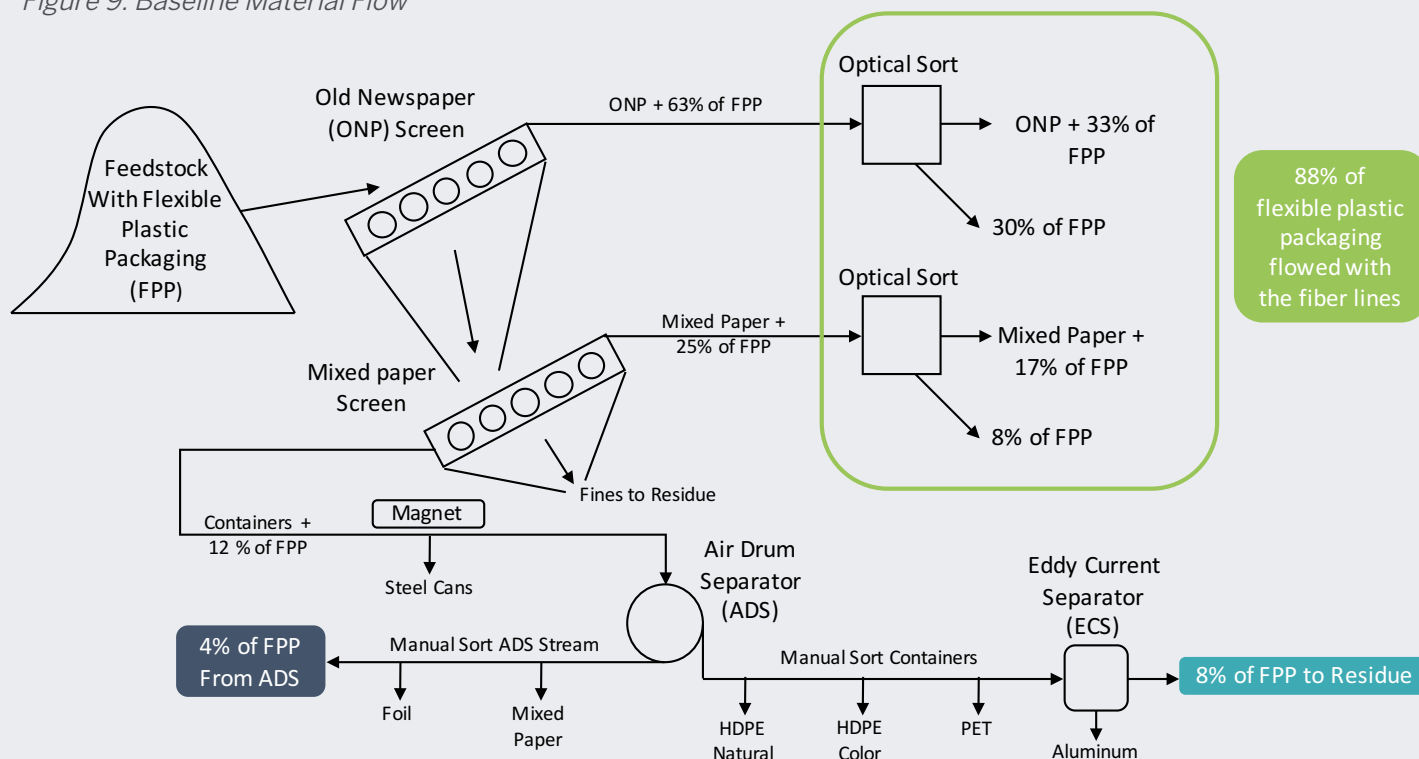 Figure 9. Baseline Material Flow
Optical Sort
Old Newspaper
(ONP) Screen
ONP + 63% of FPP
ONP + 33% of
FPP
Feedstock
With Flexible
Plastic
Packaging
(FPP)
30% of FPP
88% of
flexible plastic
packaging
flowed with
the fiber lines
Optical Sort
Mixed Paper +
25% of FPP
Mixed Paper +
17% of FPP
Mixed paper
Screen
8% of FPP
Fines to Residue
Magnet
Containers +
12 % of FPP
Steel Cans
Air Drum
Separator
(ADS)
Eddy Current
Separator
(ECS)
4% of FPP
From ADS
Manual Sort ADS Stream
Manual Sort Containers
8% of FPP to Residue
Foil
Mixed
Paper
HDPE
Natural
HDPE
Color
PET
Aluminum